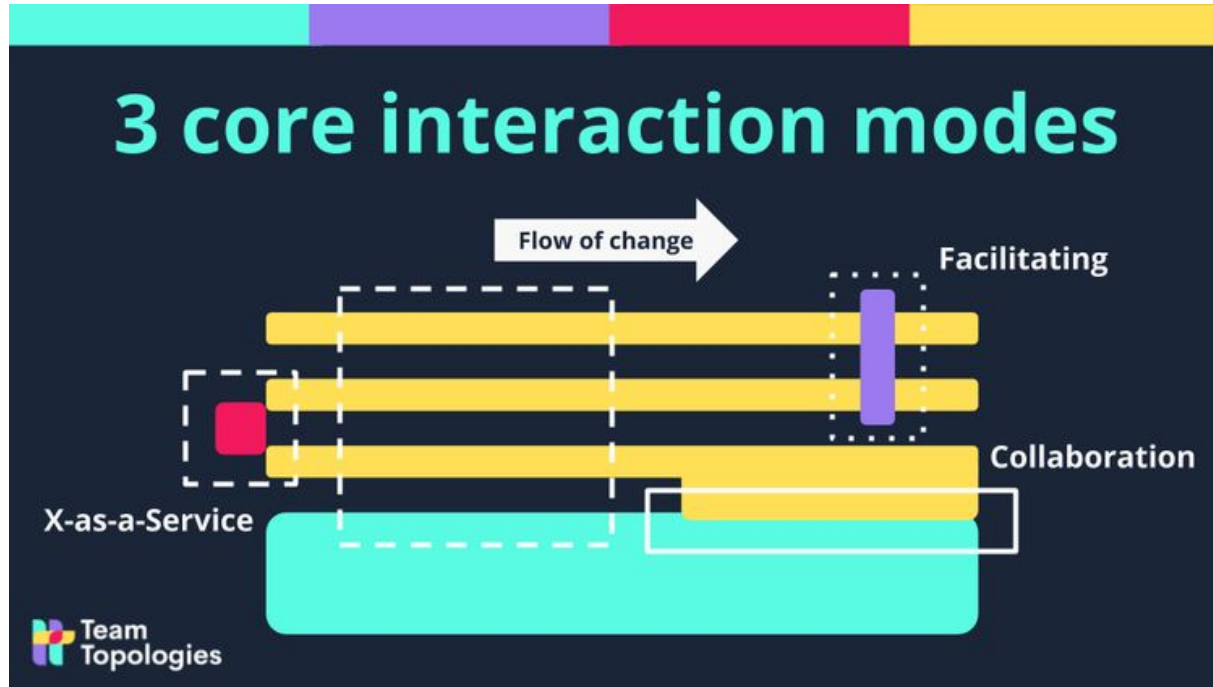 3 core interaction modes
Flow of change
Facilitating
Collaboration
X-as-a-Service
Team
Topologies